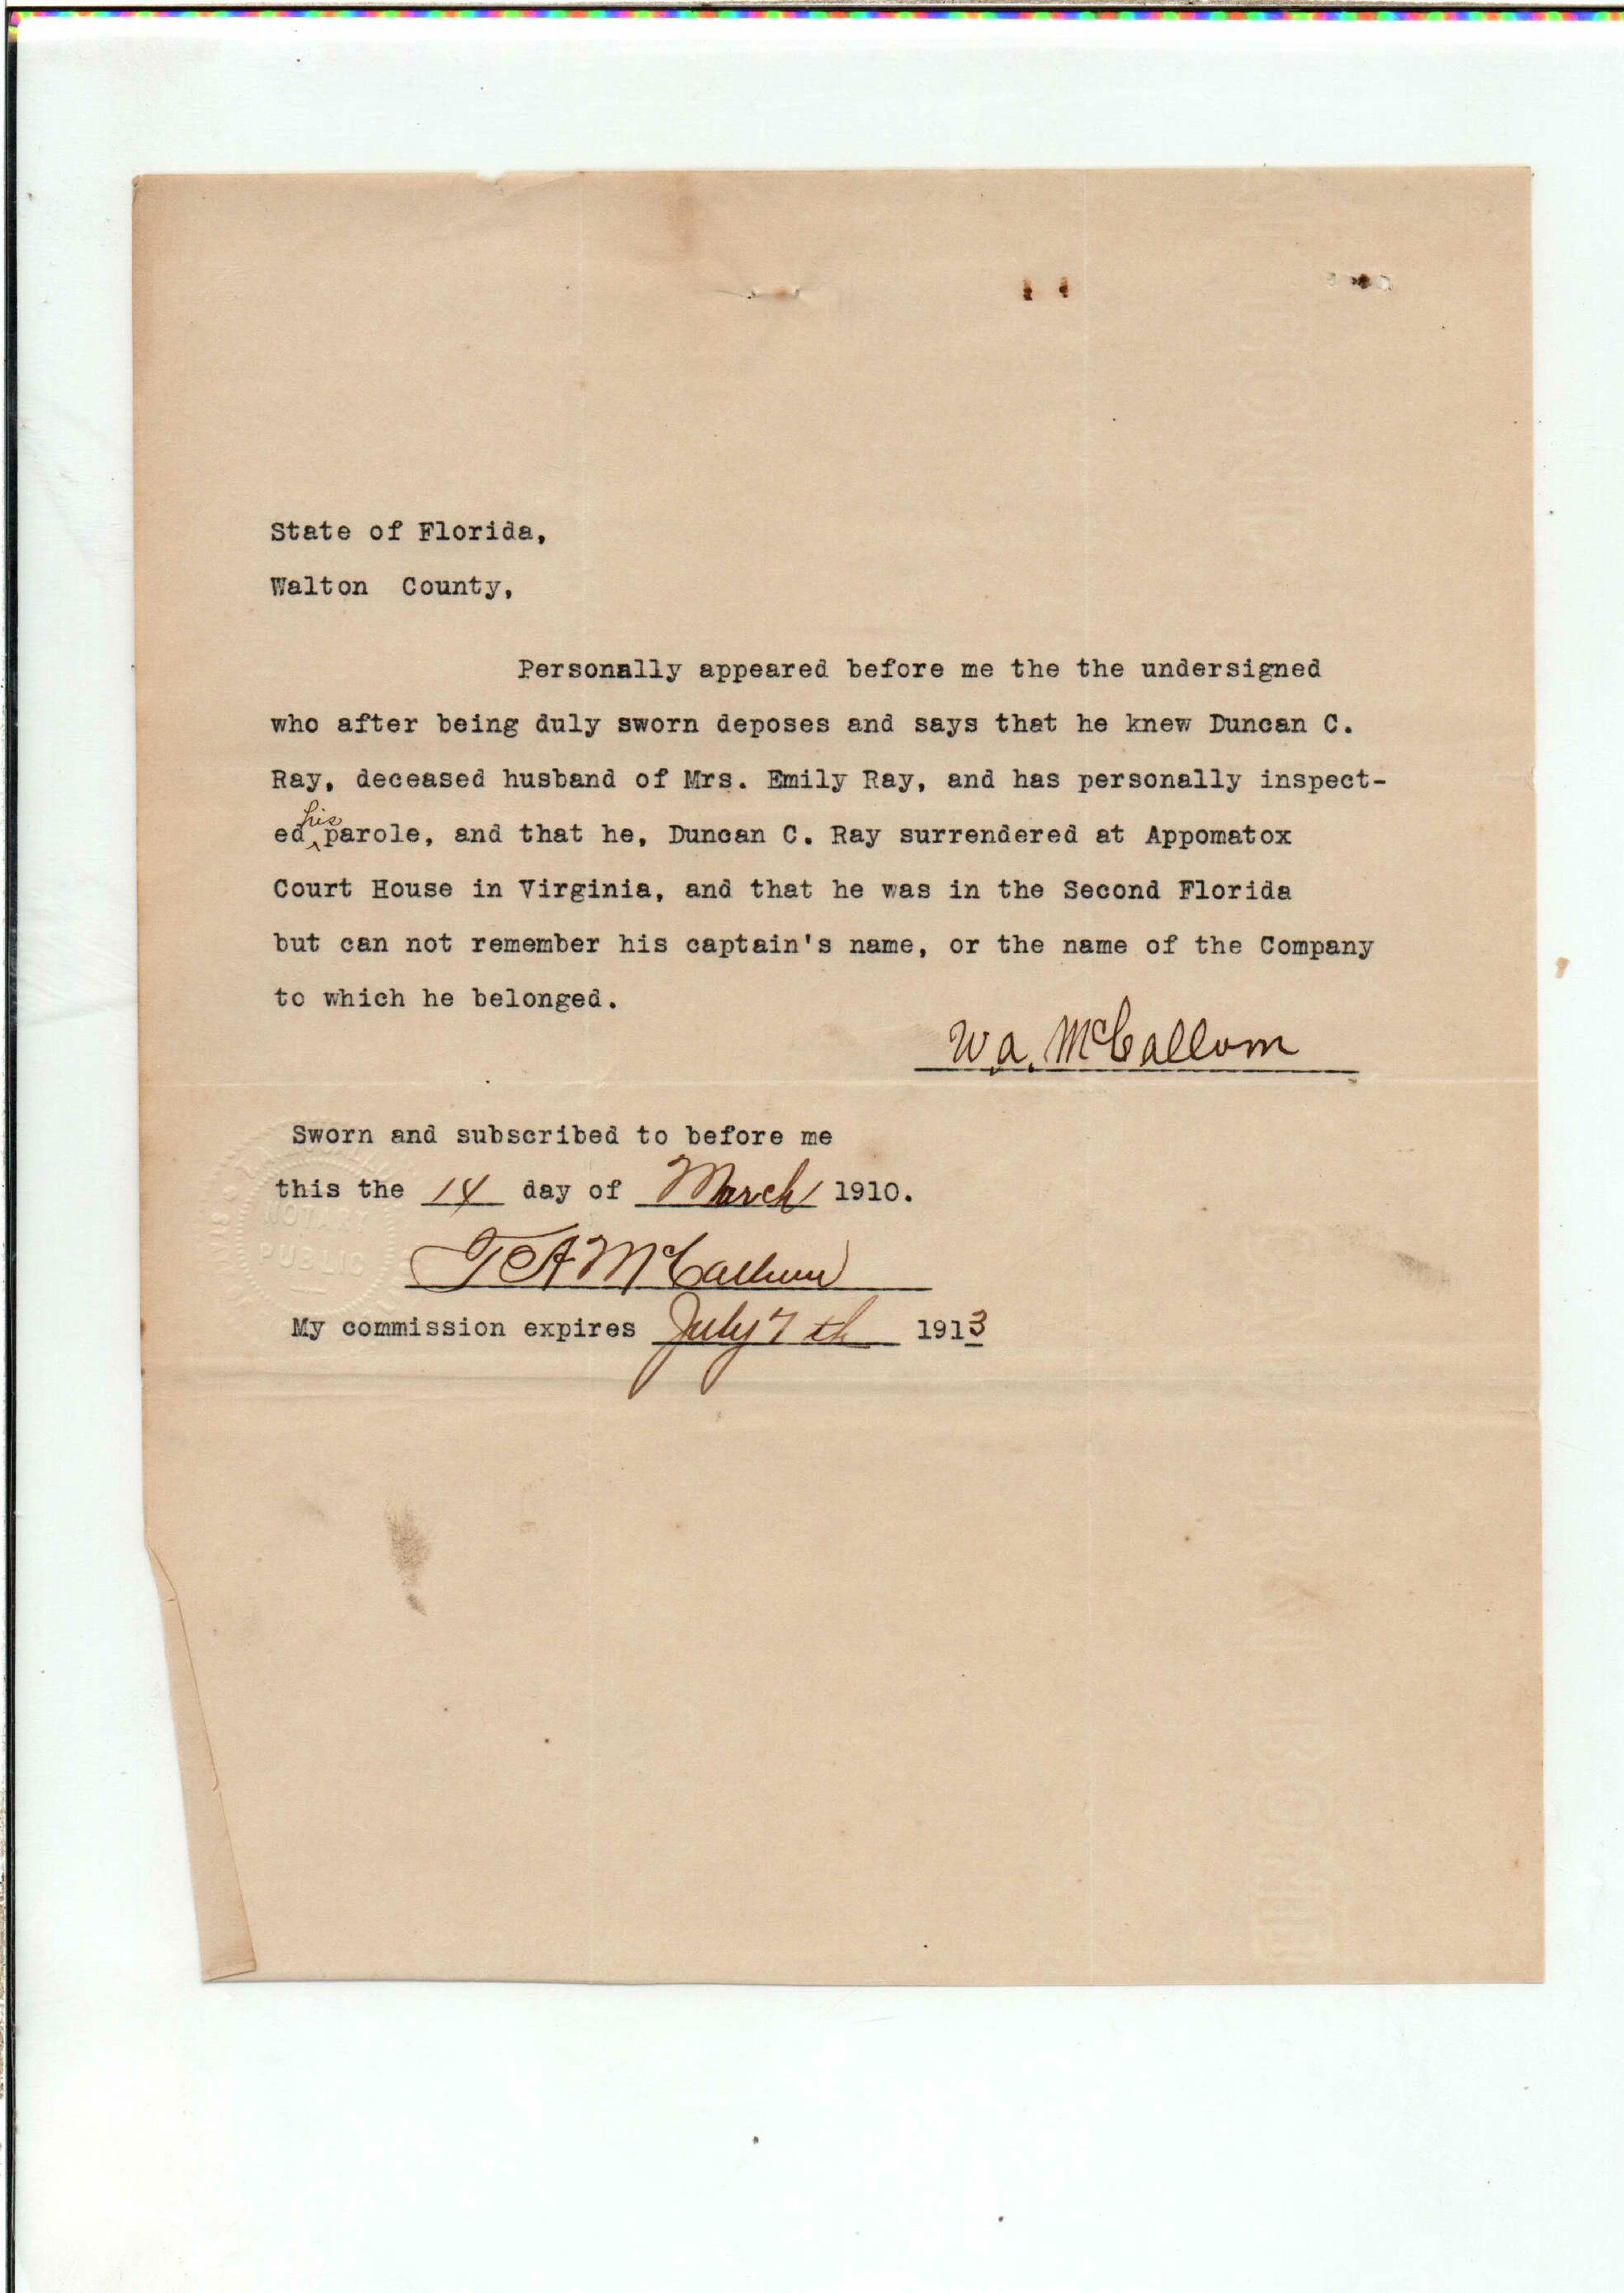 State of Florida,
Walton County,
Personally appeared before me the the undersigned
who after being duly sworn deposes and says that he knew Duncan C.
Ray, deceased husband of Mrs. Emily Ray, and has personally inspect-
ed his parole, and that he, Duncan C. Ray surrendered at Appomatox
Court House in Virginia, and that he was in the Second Florida
but can not remember his captain's name, or the name of the Company
to which he belonged.
W.A. McCallum
Sworn and subscribed to before me
this the 14 day of March 1910.
NOTARY
PUBLIC
McCallum
My commission expires July 7th 1913